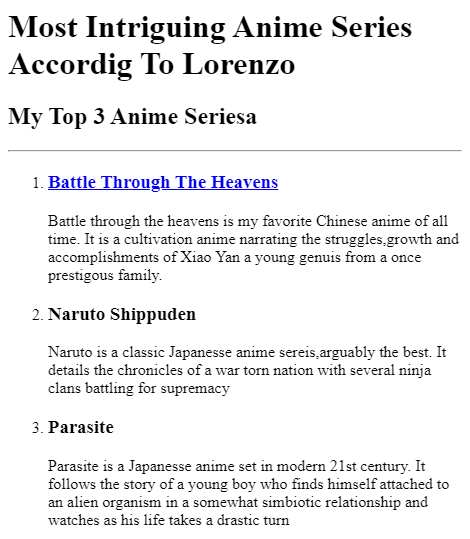 Most Intriguing Anime Series
Accordig To Lorenzo
My Top 3 Anime Seriesa
1. Battle Through The Heavens
Battle through the heavens is my favorite Chinese anime of all
time. It is a cultivation anime narrating the struggles,growth and
accomplishments of Xiao Yan a young genuis from a once
prestigous family.
2. Naruto Shippuden
Naruto is a classic Japanesse anime sereis,arguably the best. It
details the chronicles of a war torn nation with several ninja
clans battling for supremacy
3. Parasite
Parasite is a Japanesse anime set in modern 21st century. It
follows the story of a young boy who finds himself attached to
an alien organism in a somewhat simbiotic relationship and
watches as his life takes a drastic turn